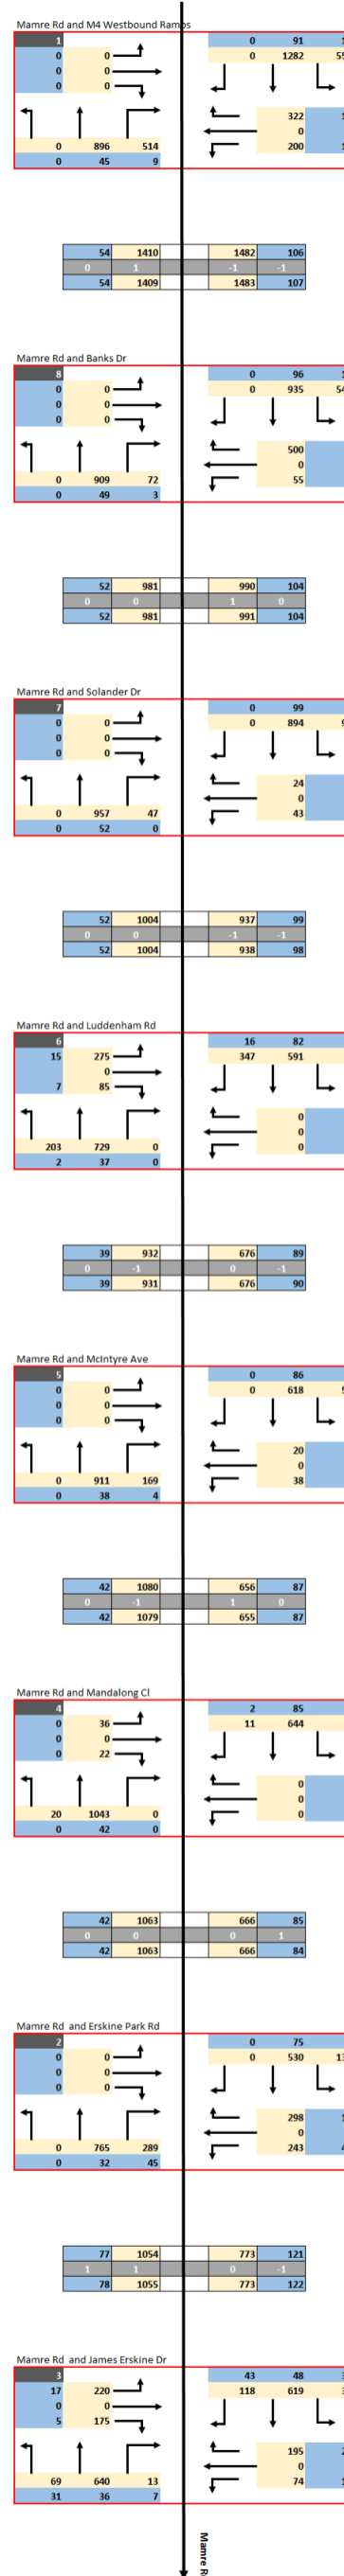 Mamre Rd and M4 Westbound Ramps
1 0 91
0 0 0 1282
0 0
0 0
322
0
0 896 514 200
0 45 9
54 1410 1482 106
0 1 -1 -1
54 1409 1483 107
Mamre Rd and Banks Dr
8 0 96
0 0 0 935
0 0
0 0
500
0
0 909 72 55
0 49 3
52 981 990 104
0 0 1 0
52 981 991 104
Mamre Rd and Solander Dr
7 0 99
0 0 0 894
0 0
0 0
24
0
0 957 47 43
0 52 0
52 1004 937 99
0 0 -1 -1
52 1004 938 98
Mamre Rd and Luddenham Rd
6 16 82
15 275 347 591
0
7 85
0
0
203 729 0 0
2 37 0
39 932 676 89
0 -1 0 -1
39 931 676 90
Mamre Rd and McIntyre Ave
5 0 86
0 0 0 618
0 0
0 0
20
0
0 911 169 38
0 38 4
42 1080 656 87
0 -1 1 0
42 1079 655 87
Mamre Rd and Mandalong Cl
4 2 85
0 36 11 644
0 0
0 22
0
0
20 1043 0 0
0 42 0
42 1063 666 85
0 0 0 1
42 1063 666 84
Mamre Rd and Erskine Park Rd
2 0 75
0 0 0 530
0 0
0 0
298
0
0 765 289 243
0 32 45
77 1054 773 121
1 1 0 -1
78 1055 773 122
Mamre Rd and James Erskine Dr
3 43 48
17 220 118 619
0 0
5 175
195
0
69 640 13 74
31 36 7
Mamre